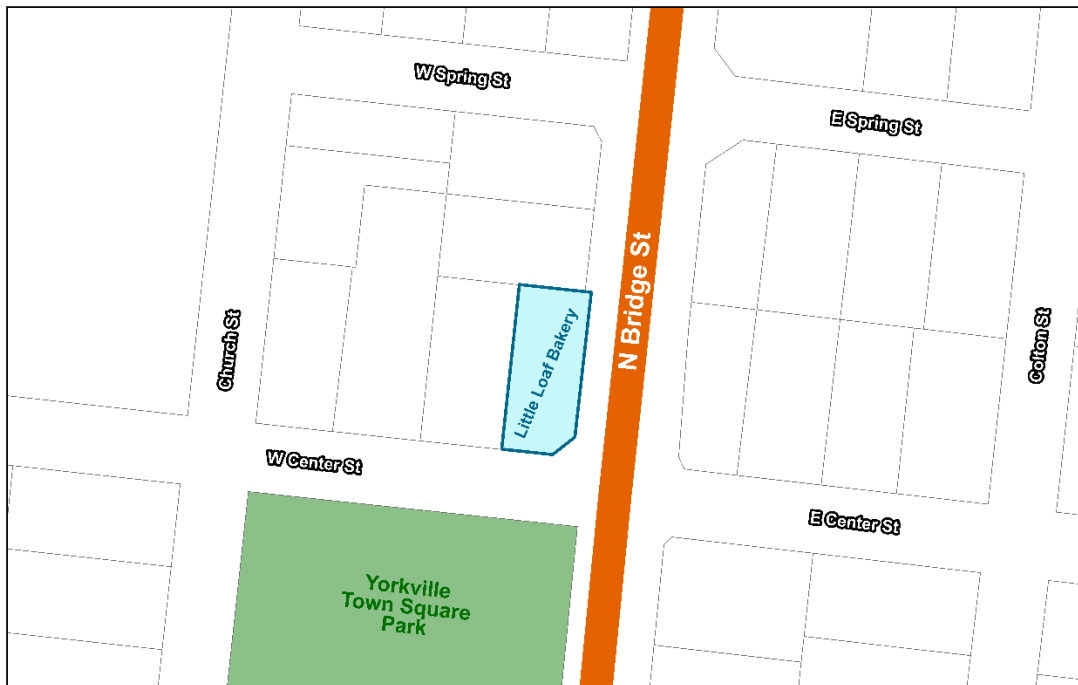 W Spring St
E Spring St
N Bridge St
Little Loaf Bakery
Church St
Colton St
W Center St
E Center St
Yorkville
Town Square
Park